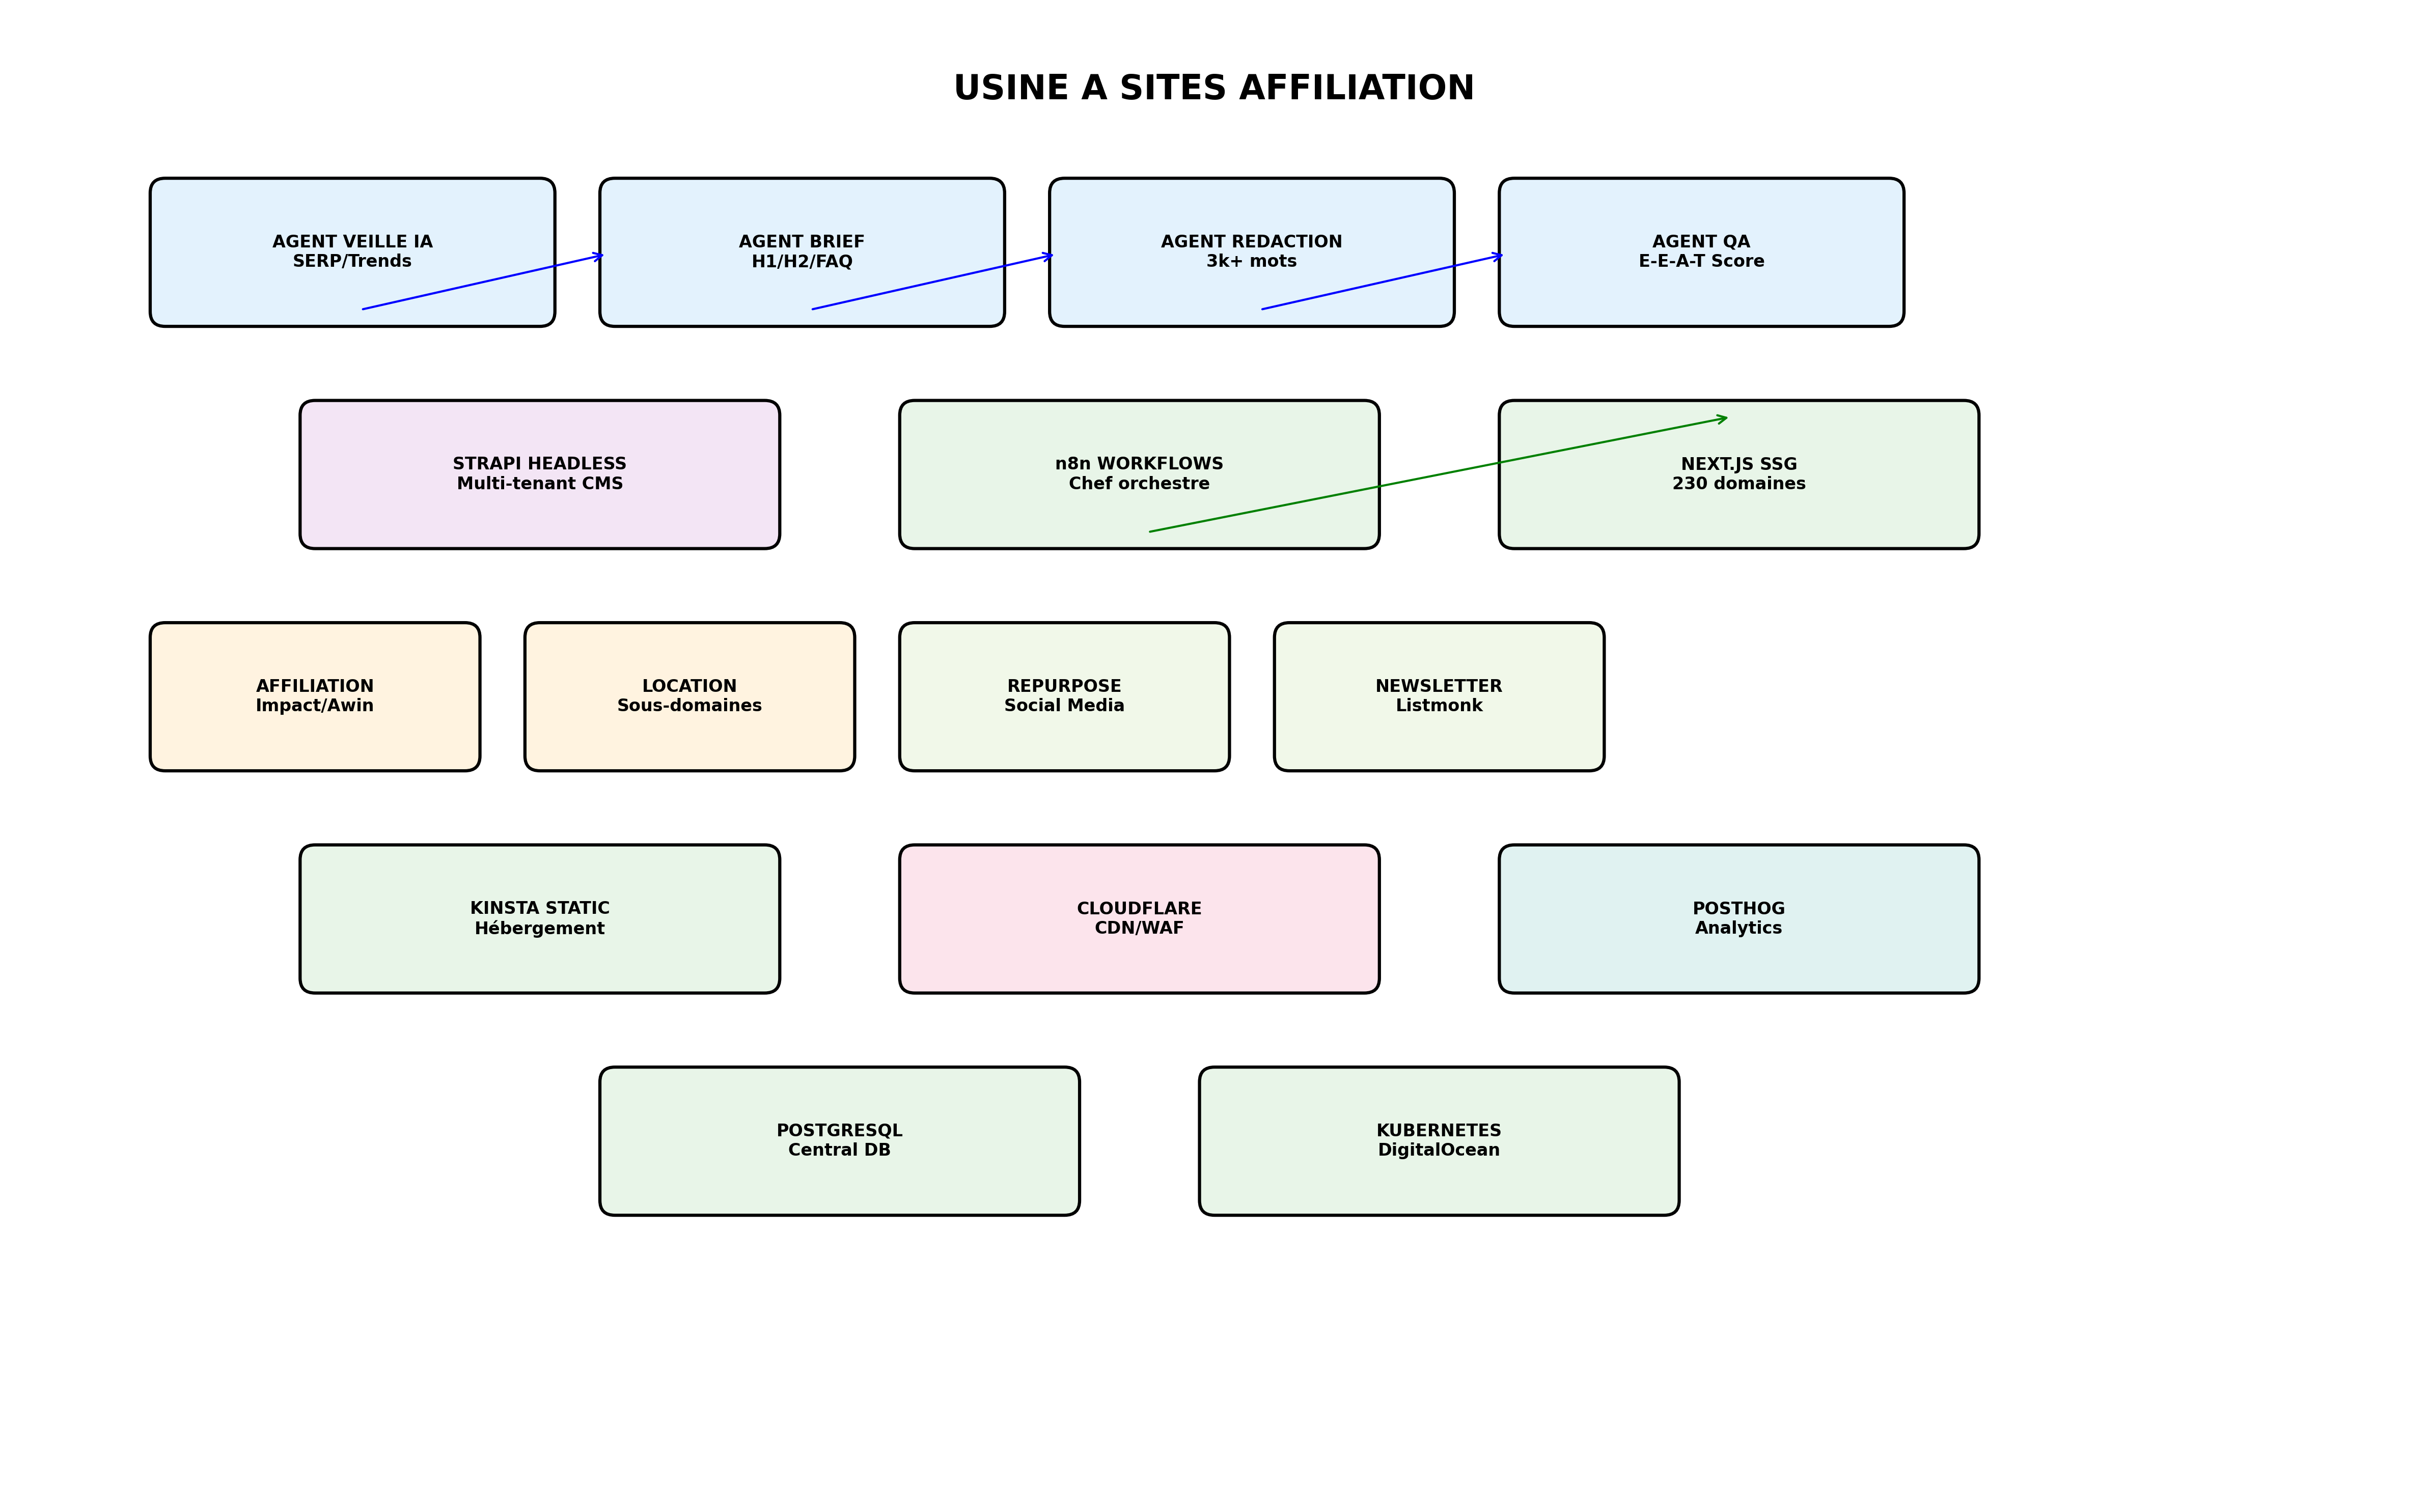 USINE A SITES AFFILIATION
AGENT VEILLE IA
SERP/Trends
AGENT BRIEF
H1/H2/FAQ
AGENT REDACTION
3k+ mots
AGENT QA
E-E-A-T Score
STRAPI HEADLESS
Multi-tenant CMS
n8n WORKFLOWS
Chef orchestre
NEXT.JS SSG
230 domaines
AFFILIATION
Impact/Awin
LOCATION
Sous-domaines
REPURPOSE
Social Media
NEWSLETTER
Listmonk
KINSTA STATIC
Hébergement
CLOUDFLARE
CDN/WAF
POSTHOG
Analytics
POSTGRESQL
Central DB
KUBERNETES
DigitalOcean